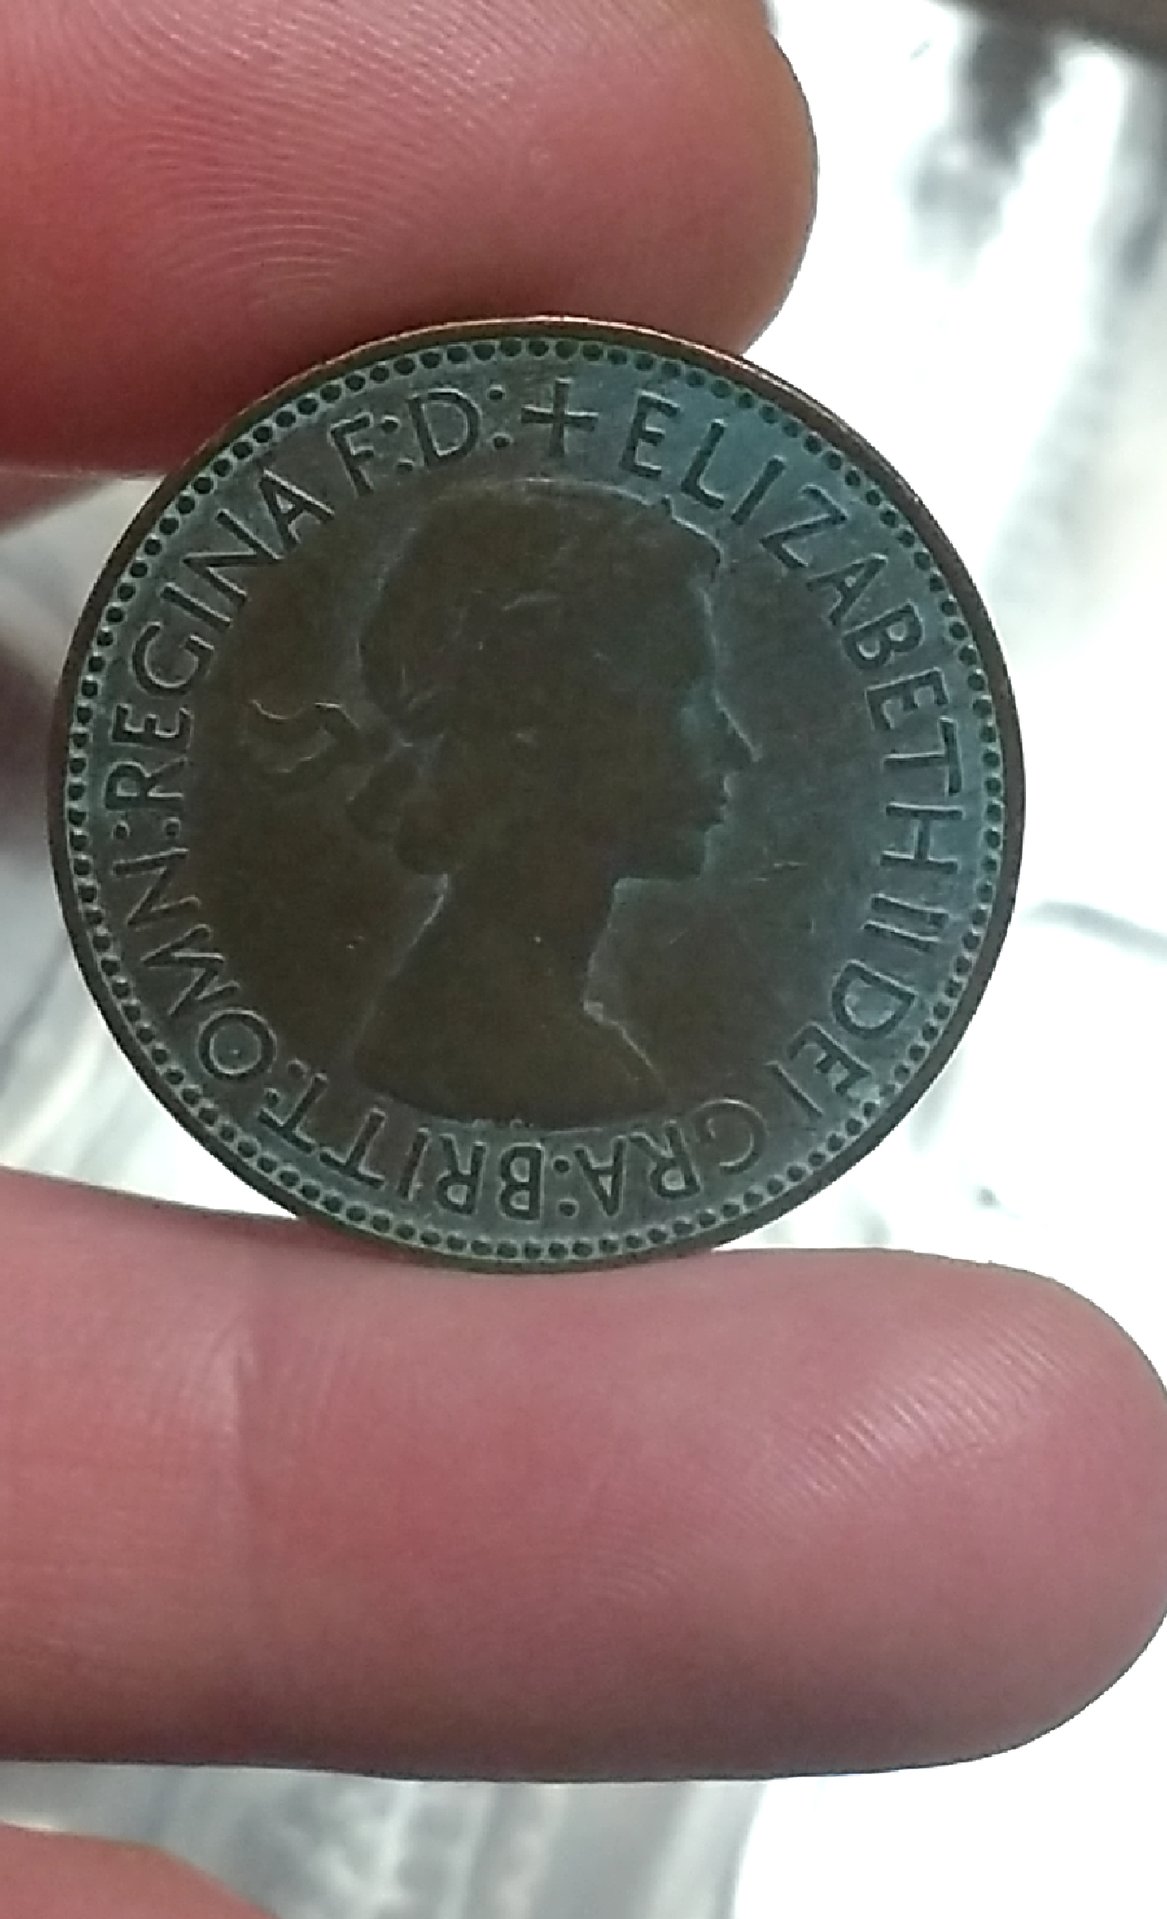 + ELIZABETH II DEI GRA:BRITT:OMN:REGINA F:D: